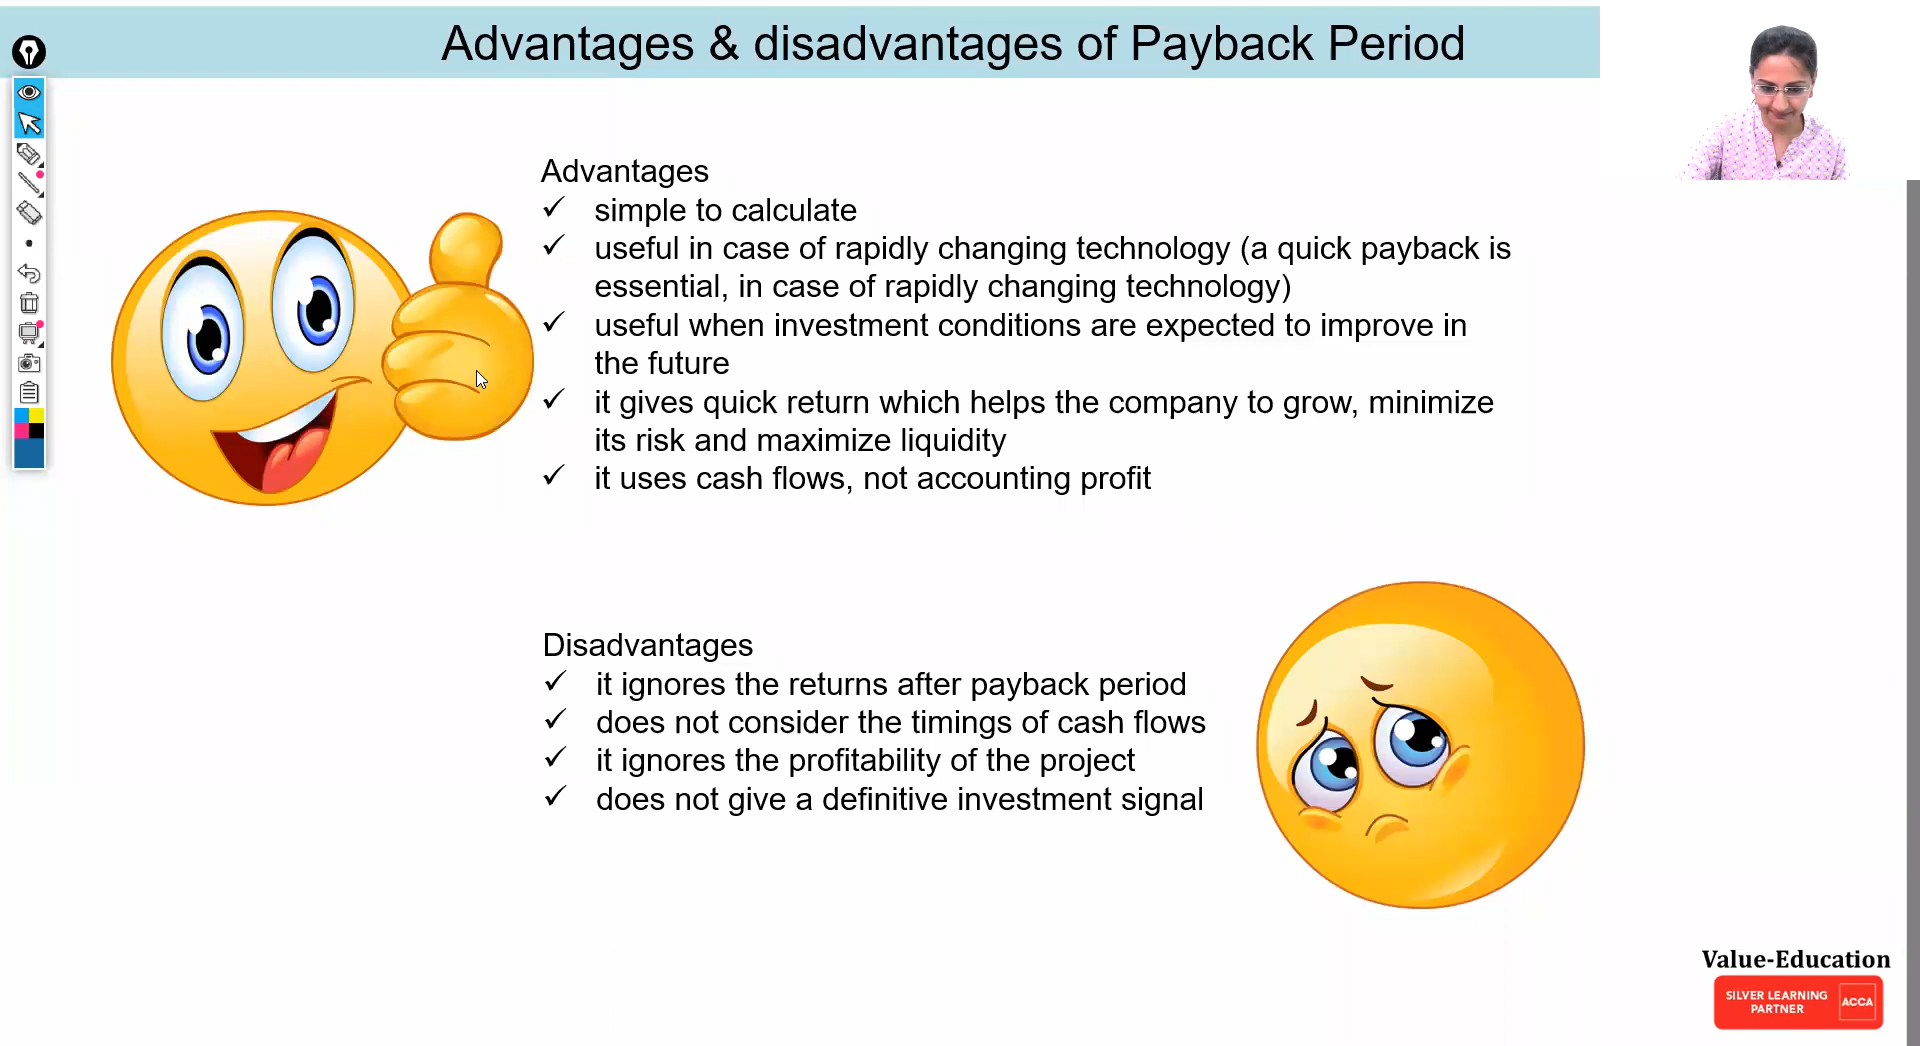 Advantages & disadvantages of Payback Period
Advantages
✓ simple to calculate
✓ useful in case of rapidly changing technology (a quick payback is
essential, in case of rapidly changing technology)
✓ useful when investment conditions are expected to improve in
the future
✓ it gives quick return which helps the company to grow, minimize
its risk and maximize liquidity
✓ it uses cash flows, not accounting profit
Disadvantages
✓ it ignores the returns after payback period
✓ does not consider the timings of cash flows
✓ it ignores the profitability of the project
✓ does not give a definitive investment signal
Value-Education
SILVER LEARNING
PARTNER
ACCA